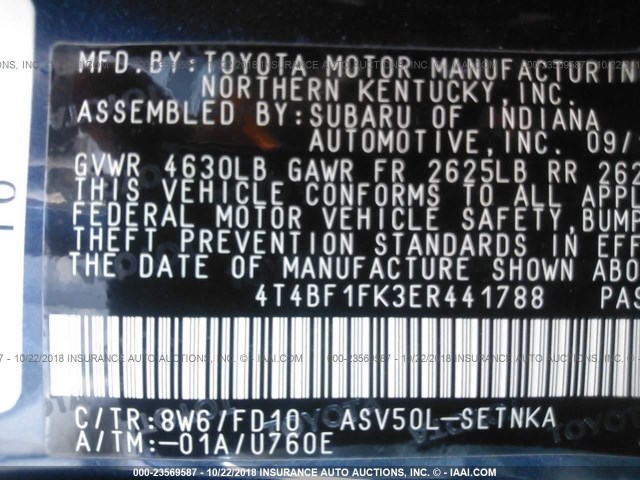 MFD.BY:TOYOTA MOTOR MANUFACTURIN
NORTHERN KENTUCKY,INC.
ASSEMBLED BY:SUBARU OF INDIANA
AUTOMOTIVE,INC. 09/
GVWR 4630LB GAWR FR 2625LB RR 262
THIS VEHICLE CONFORMS TO ALL APPL
FEDERAL MOTOR VEHICLE SAFETY,BUMP
THEFT PREVENTION STANDARDS IN EFFE
THE DATE OF MANUFACTURE SHOWN ABO
4T4BF1FK3ER441788 PAS
C/TR:8W6/FD10 ASV50L-SETNKA
A/TM:-01A/U760E
000-23569587 - 10/22/2018 INSURANCE AUTO AUCTIONS - © IAAI.COM